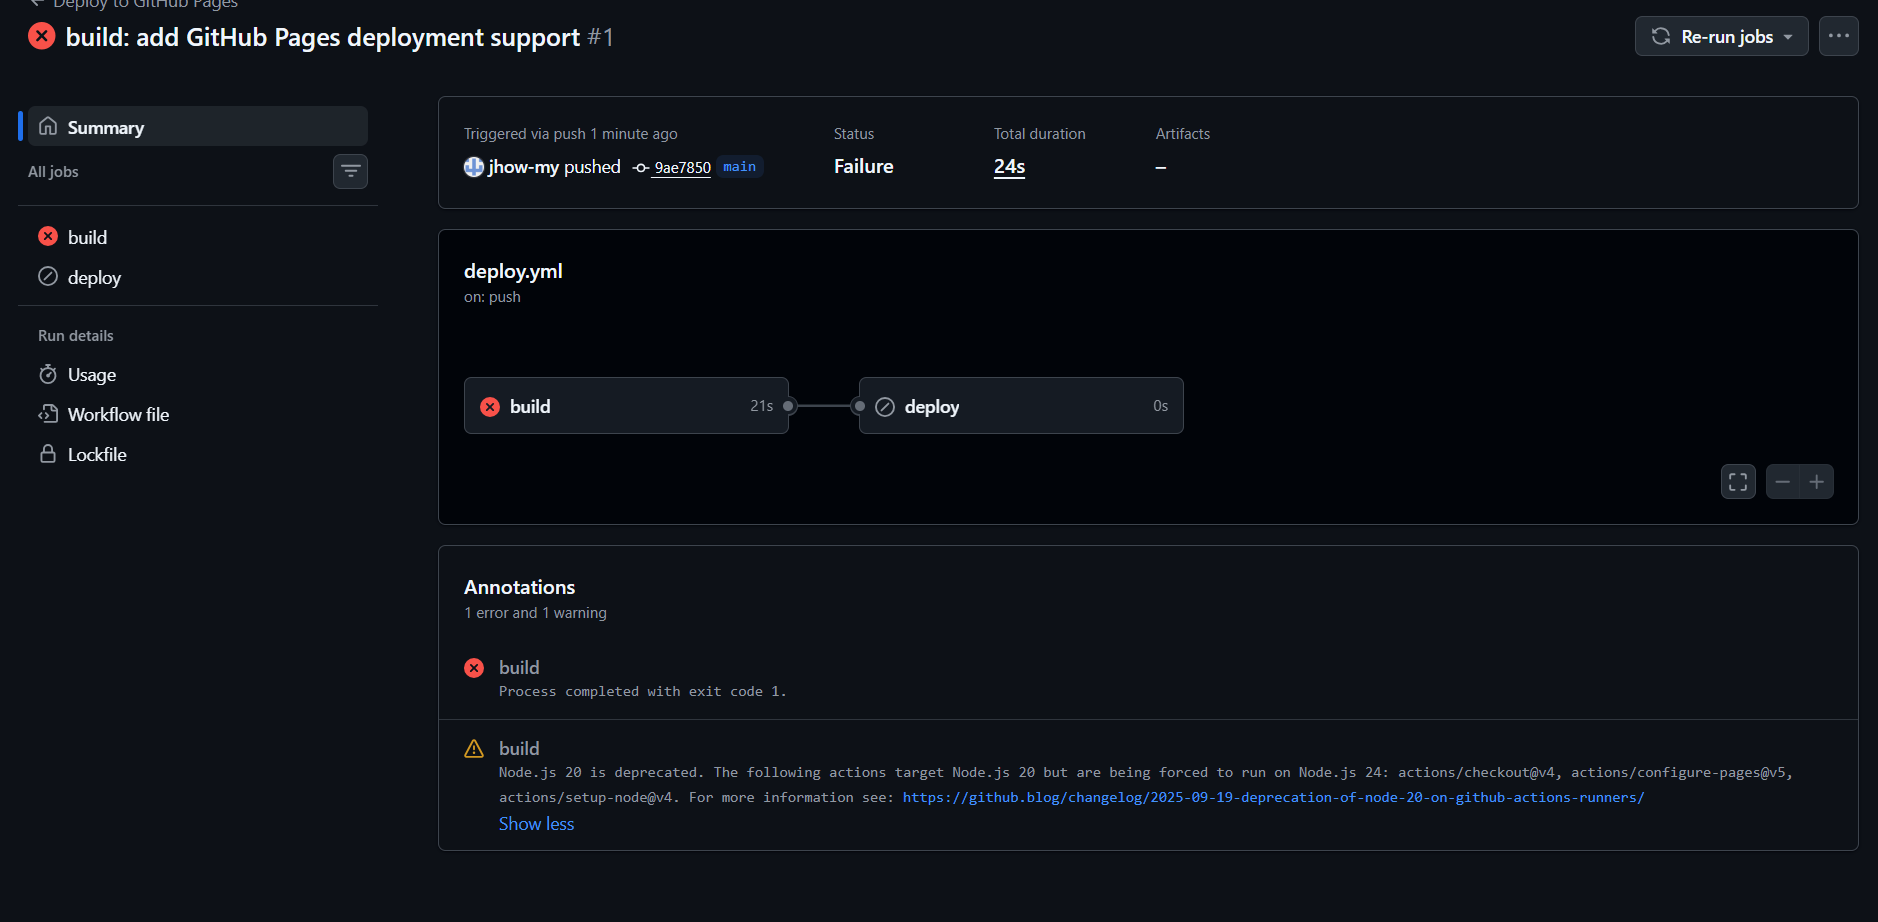 Deploy to GitHub Pages
build: add GitHub Pages deployment support #1
Re-run jobs
Summary
All jobs
build
deploy
Run details
Usage
Workflow file
Lockfile
Triggered via push 1 minute ago
jhow-my pushed 9ae7850 main
Status
Failure
Total duration
24s
Artifacts
–
deploy.yml
on: push
build 21s
deploy 0s
Annotations
1 error and 1 warning
build
Process completed with exit code 1.
build
Node.js 20 is deprecated. The following actions target Node.js 20 but are being forced to run on Node.js 24: actions/checkout@v4, actions/configure-pages@v5,
actions/setup-node@v4. For more information see: https://github.blog/changelog/2025-09-19-deprecation-of-node-20-on-github-actions-runners/
Show less